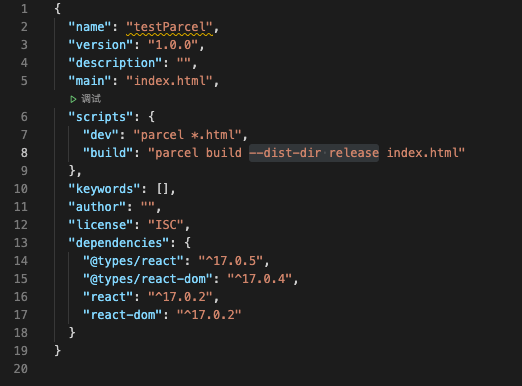 1 {
2 "name": "testParcel",
3 "version": "1.0.0",
4 "description": "",
5 "main": "index.html",
▷ 调试
6 "scripts": {
7 "dev": "parcel *.html",
8 "build": "parcel build --dist-dir release index.html"
9 },
10 "keywords": [],
11 "author": "",
12 "license": "ISC",
13 "dependencies": {
14 "@types/react": "^17.0.5",
15 "@types/react-dom": "^17.0.4",
16 "react": "^17.0.2",
17 "react-dom": "^17.0.2"
18 }
19 }
20